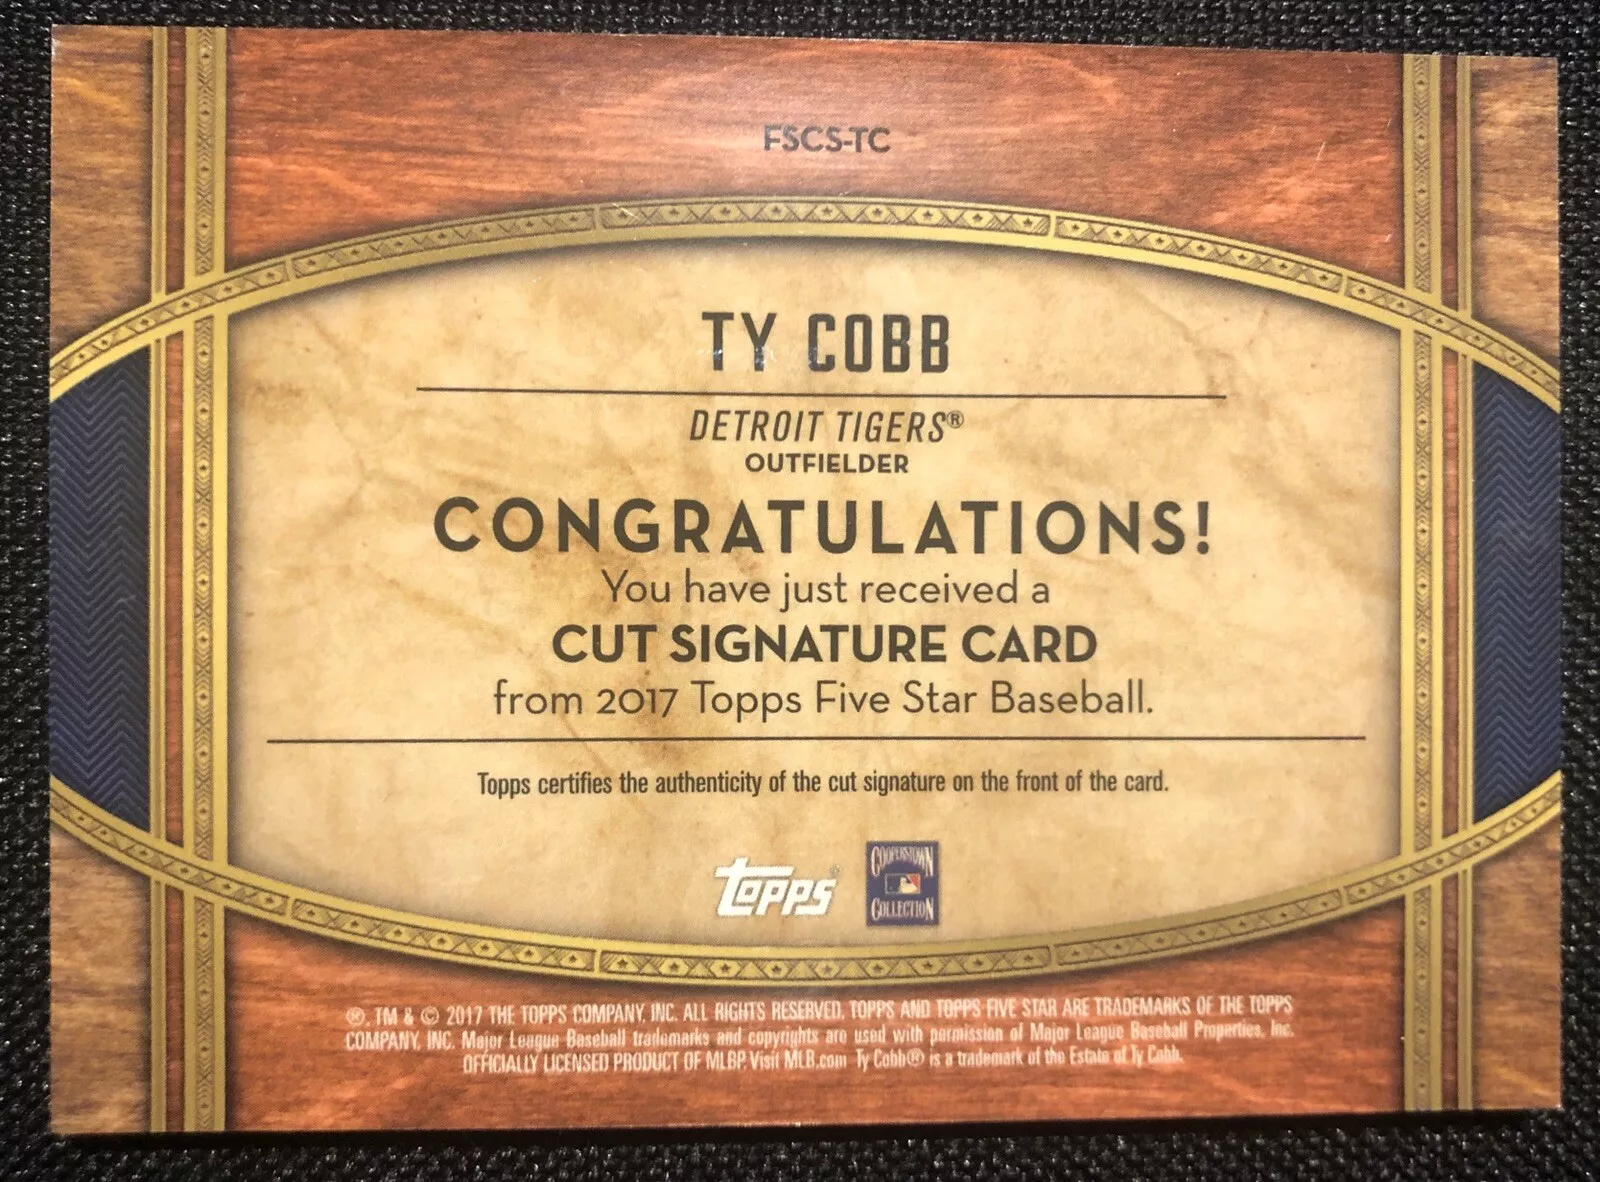 FSCS-TC
TY COBB
DETROIT TIGERS®
OUTFIELDER
CONGRATULATIONS!
You have just received a
CUT SIGNATURE CARD
from 2017 Topps Five Star Baseball.
Topps certifies the authenticity of the cut signature on the front of the card.
topps®
COOPERSTOWN
COLLECTION
®, TM & © 2017 THE TOPPS COMPANY, INC. ALL RIGHTS RESERVED. TOPPS AND TOPPS FIVE STAR ARE TRADEMARKS OF THE TOPPS
COMPANY, INC. Major League Baseball trademarks and copyrights are used with permission of Major League Baseball Properties, Inc.
OFFICIALLY LICENSED PRODUCT OF MLBP. Visit MLB.com Ty Cobb® is a trademark of the Estate of Ty Cobb.